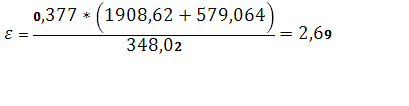 ε = 0,377 * (1908,62 + 579,064) / 348,02 = 2,69